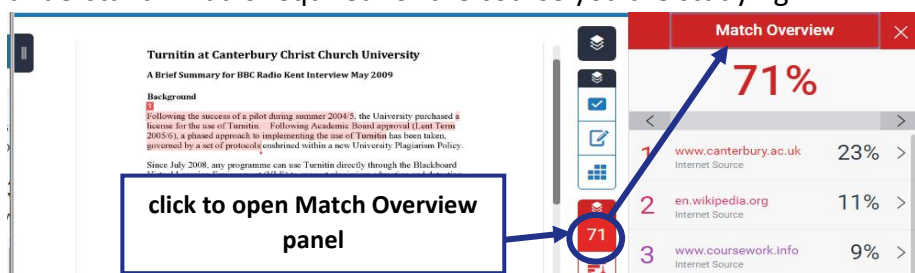 Turnitin at Canterbury Christ Church University
A Brief Summary for BBC Radio Kent Interview May 2009
Background
1
Following the success of a pilot during summer 2004/5, the University purchased a
license for the use of Turnitin. Following Academic Board approval (Lent Term
2005/6), a phased approach to implementing the use of Turnitin has been taken,
governed by a set of protocols enshrined within a new University Plagiarism Policy.
Since July 2008, any programme can use Turnitin directly through the Blackboard
click to open Match Overview
panel
71
Match Overview
71%
1 www.canterbury.ac.uk 23%
Internet Source
2 en.wikipedia.org 11%
Internet Source
3 www.coursework.info 9%
Internet Source